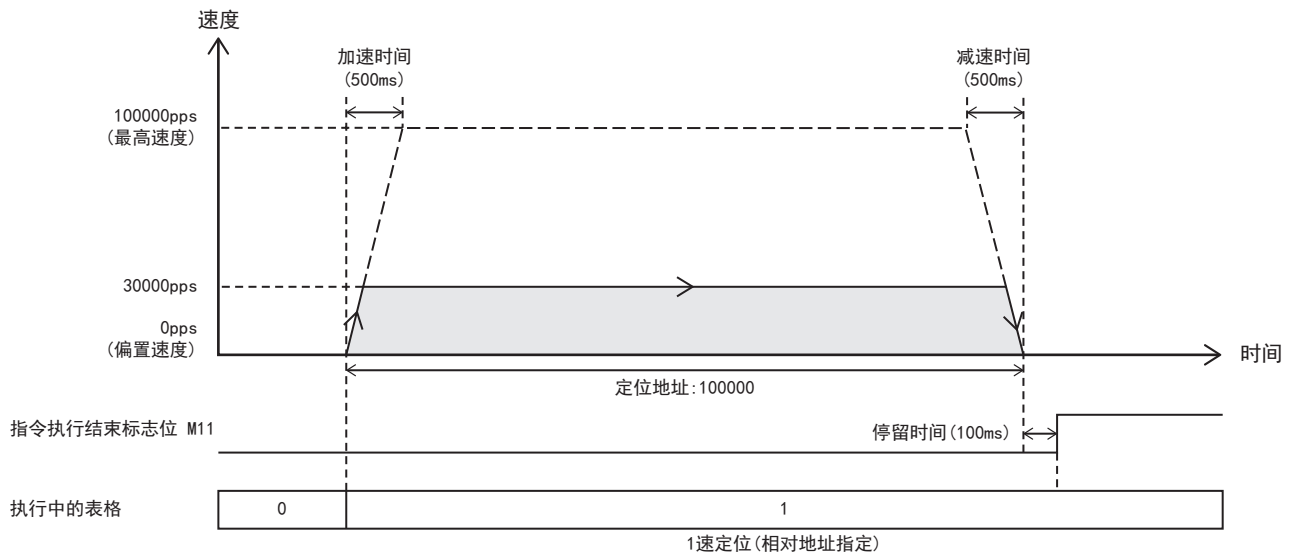 速度
加速时间
(500ms)
减速时间
(500ms)
100000pps
(最高速度)
30000pps
0pps
(偏置速度)
时间
定位地址:100000
指令执行结束标志位 M11
停留时间(100ms)
执行中的表格
0
1
1速定位(相对地址指定)